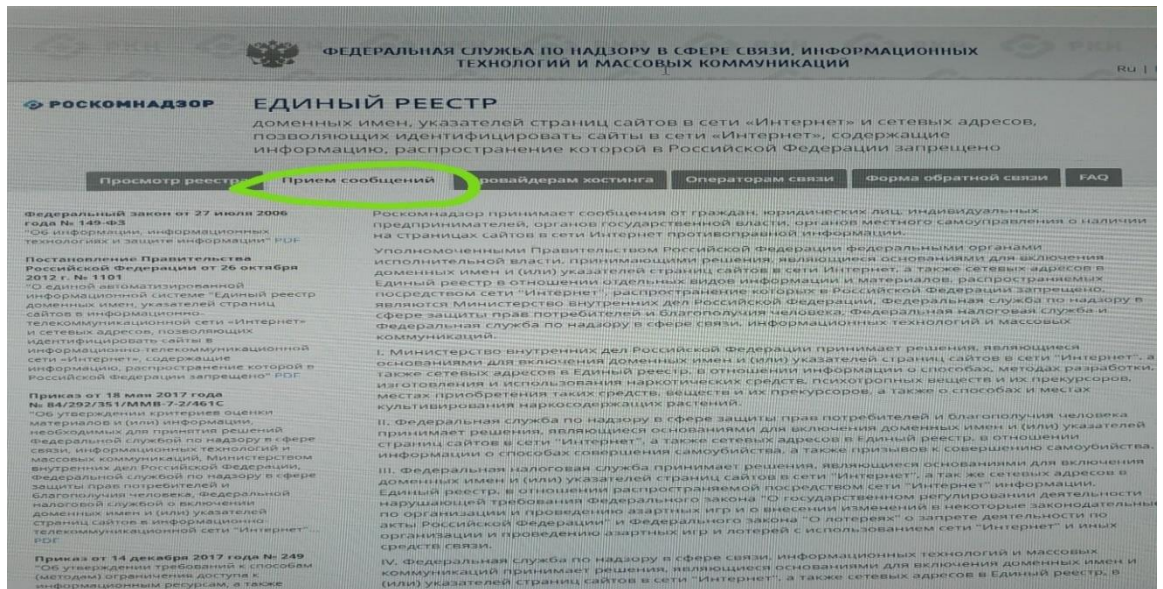 ФЕДЕРАЛЬНАЯ СЛУЖБА ПО НАДЗОРУ В СФЕРЕ СВЯЗИ, ИНФОРМАЦИОННЫХ
ТЕХНОЛОГИЙ И МАССОВЫХ КОММУНИКАЦИЙ
Ru |
РОСКОМНАДЗОР
ЕДИНЫЙ РЕЕСТР
доменных имен, указателей страниц сайтов в сети «Интернет» и сетевых адресов,
позволяющих идентифицировать сайты в сети «Интернет», содержащие
информацию, распространение которой в Российской Федерации запрещено
Просмотр реестра
Прием сообщений
Провайдерам хостинга
Операторам связи
Форма обратной связи
FAQ
Федеральный закон от 27 июля 2006
года № 149-ФЗ
"Об информации, информационных
технологиях и защите информации" PDF
Постановление Правительства
Российской Федерации от 26 октября
2012 г. № 1101
"О единой автоматизированной
информационной системе "Единый реестр
доменных имен, указателей страниц
сайтов в информационно-
телекоммуникационной сети «Интернет»
и сетевых адресов, позволяющих
идентифицировать сайты в
информационно-телекоммуникационной
сети «Интернет», содержащие
информацию, распространение которой в
Российской Федерации запрещено" PDF
Приказ от 18 мая 2017 года
№ 84/292/351/ММВ-7-2/461С
"Об утверждении критериев оценки
материалов и (или) информации,
необходимых для принятия решений
Федеральной службой по надзору в сфере
связи, информационных технологий и
массовых коммуникаций, Министерством
внутренних дел Российской Федерации,
Федеральной службой по надзору в сфере
защиты прав потребителей и
благополучия человека, Федеральной
налоговой службой о включении
доменных имен и (или) указателей
страниц сайтов в информационно-
телекоммуникационной сети "Интернет"
PDF
Приказ от 14 декабря 2017 года № 249
"Об утверждении требований к способам
(методам) ограничения доступа к
информационным ресурсам, а также
Роскомнадзор принимает сообщения от граждан, юридических лиц, индивидуальных
предпринимателей, органов государственной власти, органов местного самоуправления о наличии
на страницах сайтов в сети Интернет противоправной информации.
Уполномоченными Правительством Российской Федерации федеральными органами
исполнительной власти, принимающими решения, являющиеся основаниями для включения
доменных имен и (или) указателей страниц сайтов в сети Интернет, а также сетевых адресов в
Единый реестр в отношении отдельных видов информации и материалов, распространяемых
посредством сети "Интернет", распространение которых в Российской Федерации запрещено,
являются Министерство внутренних дел Российской Федерации, Федеральная служба по надзору в
сфере защиты прав потребителей и благополучия человека, Федеральная налоговая служба и
Федеральная служба по надзору в сфере связи, информационных технологий и массовых
коммуникаций.
I. Министерство внутренних дел Российской Федерации принимает решения, являющиеся
основаниями для включения доменных имен и (или) указателей страниц сайтов в сети "Интернет", а
также сетевых адресов в Единый реестр, в отношении информации о способах, методах разработки,
изготовления и использования наркотических средств, психотропных веществ и их прекурсоров,
местах приобретения таких средств, веществ и их прекурсоров, а также о способах и местах
культивирования наркосодержащих растений.
II. Федеральная служба по надзору в сфере защиты прав потребителей и благополучия человека
принимает решения, являющиеся основаниями для включения доменных имен и (или) указателей
страниц сайтов в сети "Интернет", а также сетевых адресов в Единый реестр, в отношении
информации о способах совершения самоубийства, а также призывов к совершению самоубийства.
III. Федеральная налоговая служба принимает решения, являющиеся основаниями для включения
доменных имен и (или) указателей страниц сайтов в сети "Интернет", а так же сетевых адресов в
Единый реестр, в отношении распространяемой посредством сети "Интернет" информации,
нарушающей требования Федерального закона "О государственном регулировании деятельности
по организации и проведению азартных игр и о внесении изменений в некоторые законодательные
акты Российской Федерации" и Федерального закона "О лотереях" о запрете деятельности по
организации и проведению азартных игр и лотерей с использованием сети "Интернет" и иных
средств связи.
IV. Федеральная служба по надзору в сфере связи, информационных технологий и массовых
коммуникаций принимает решения, являющиеся основаниями для включения доменных имен и
(или) указателей страниц сайтов в сети "Интернет", а также сетевых адресов в Единый реестр, в